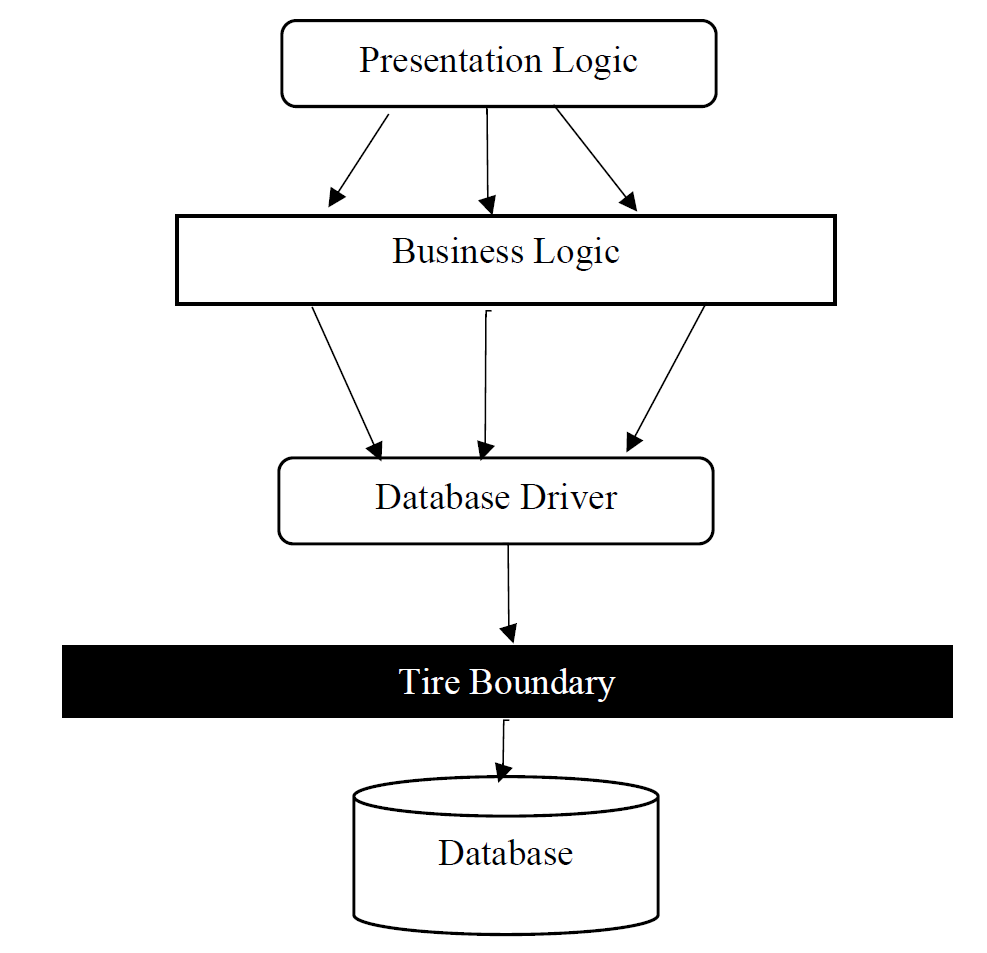 Presentation Logic
Business Logic
Database Driver
Tire Boundary
Database